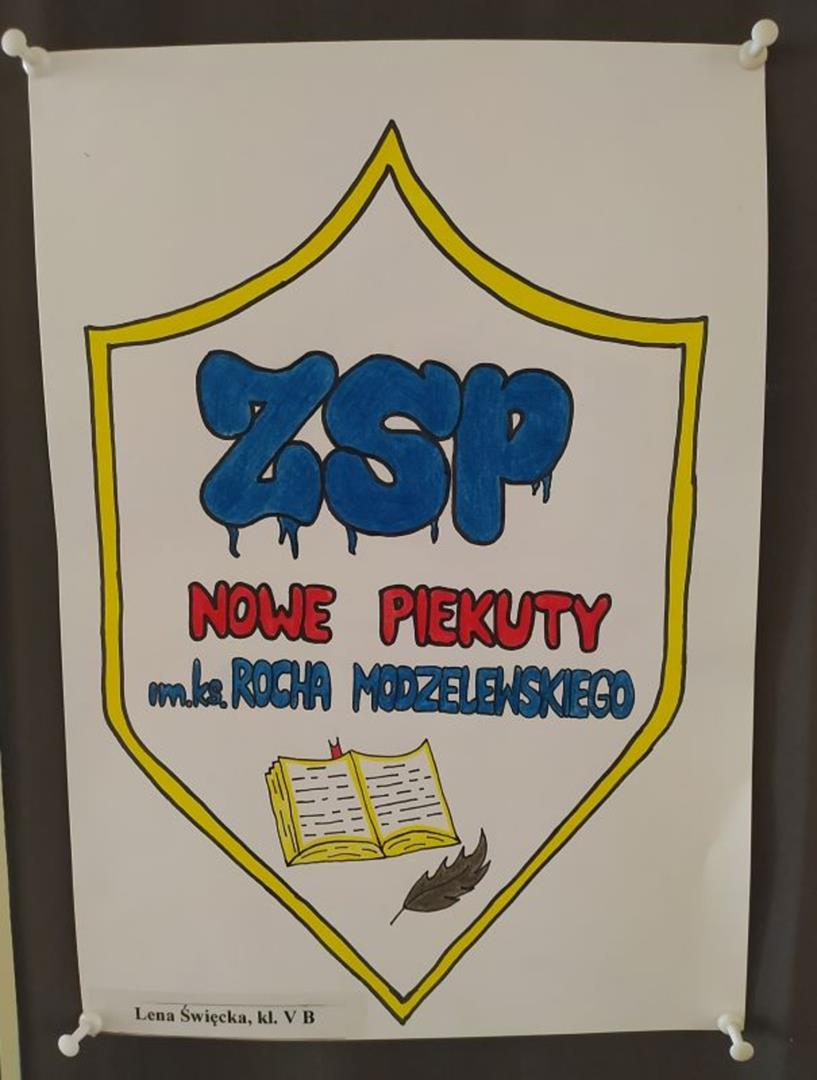 ZSP
NOWE PIEKUTY
im.ks. ROCHA MODZELEWSKIEGO
Lena Święcka, kl. V B